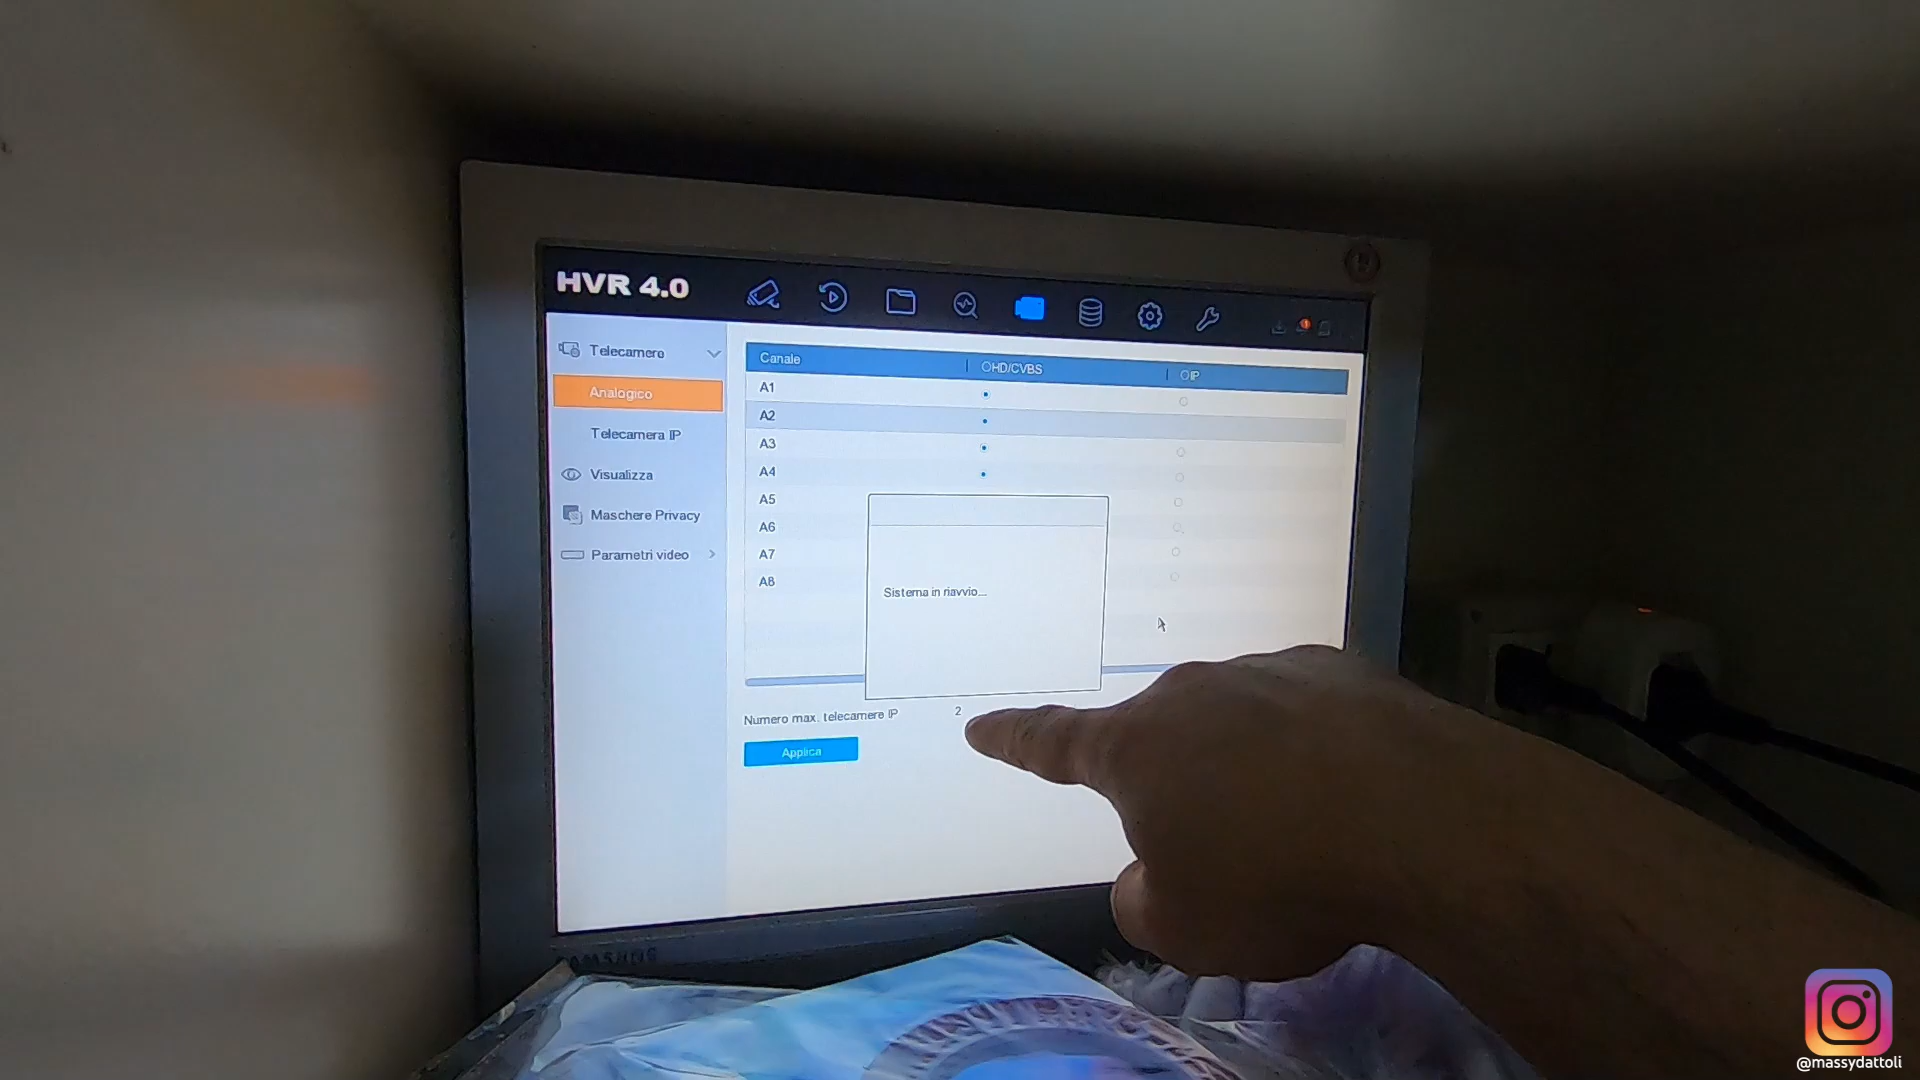 HVR 4.0
Telecamere
Analogico
Telecamera IP
Visualizza
Maschere Privacy
Parametri video
Canale
HD/CVBS
IP
A1
A2
A3
A4
A5
A6
A7
A8
Sistema in riavvio...
Numero max. telecamere IP 2
Applica
SAMSUNG
@massydattoli